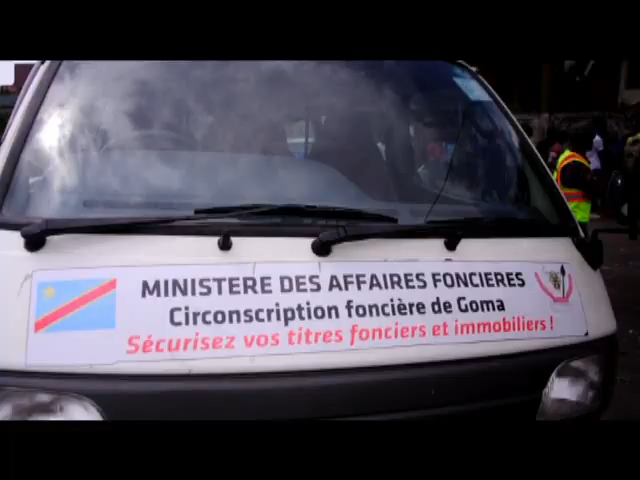 MINISTERE DES AFFAIRES FONCIERES
Circonscription foncière de Goma
Sécurisez vos titres fonciers et immobiliers !